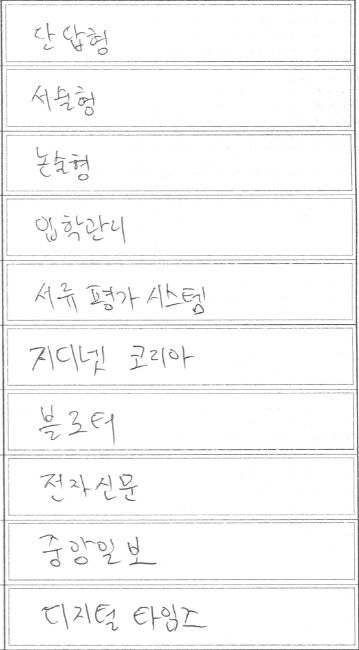 단답형
서술형
논술형
입학관리
서류 평가 시스템
지디넷 코리아
블로터
전자신문
중앙일보
디지털 타임즈